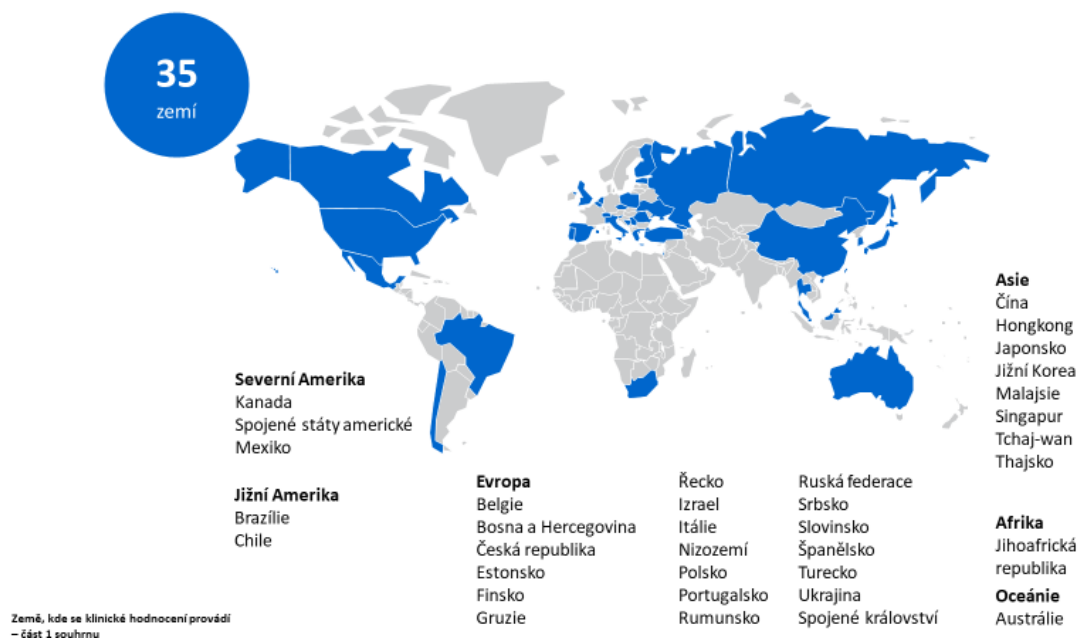 35
zemí
Severní Amerika
Kanada
Spojené státy americké
Mexiko
Jižní Amerika
Brazílie
Chile
Evropa
Belgie
Bosna a Hercegovina
Česká republika
Estonsko
Finsko
Gruzie
Řecko
Izrael
Itálie
Nizozemí
Polsko
Portugalsko
Rumunsko
Ruská federace
Srbsko
Slovinsko
Španělsko
Turecko
Ukrajina
Spojené království
Asie
Čína
Hongkong
Japonsko
Jižní Korea
Malajsie
Singapur
Tchaj-wan
Thajsko
Afrika
Jihoafrická
republika
Oceánie
Austrálie
Země, kde se klinické hodnocení provádí
– část 1 souhrnu